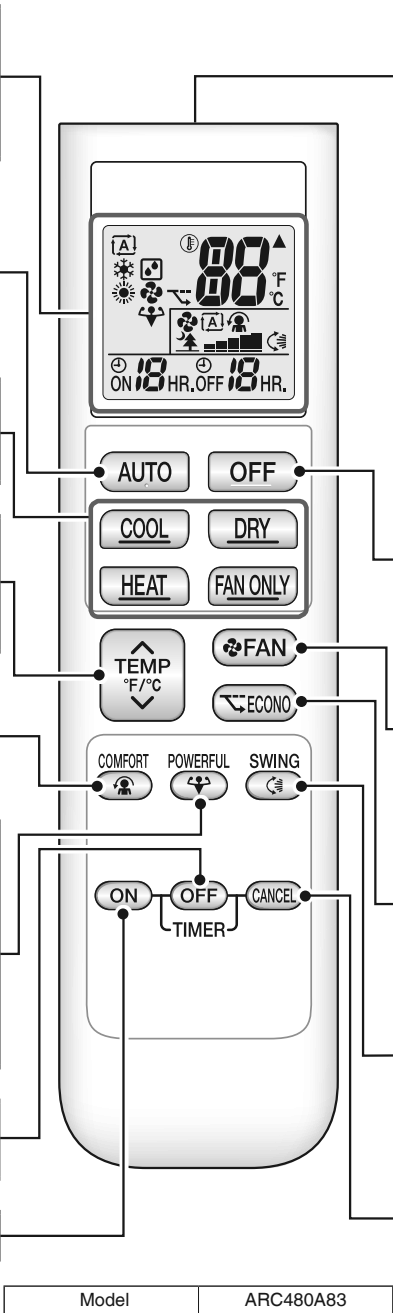 A
88
°F
°C
A
ON 18 HR. OFF 18 HR.
AUTO OFF
COOL DRY
HEAT FAN ONLY
TEMP
°F/°C
FAN
ECONO
COMFORT POWERFUL SWING
ON OFF CANCEL
TIMER
Model ARC480A83